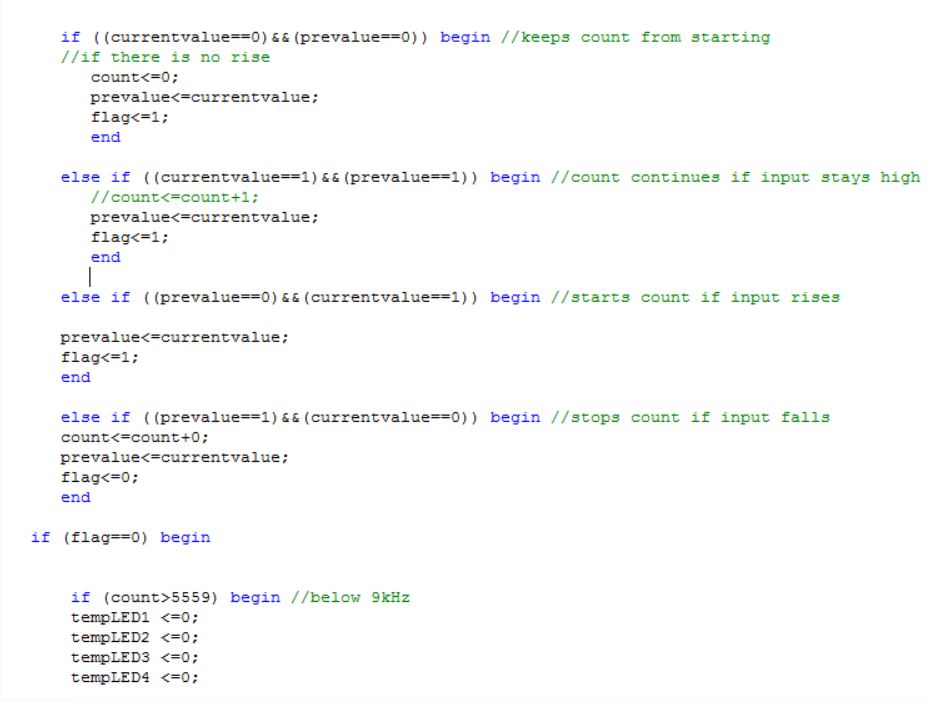 if ((currentvalue==0)&&(prevalue==0)) begin //keeps count from starting
//if there is no rise
count<=0;
prevalue<=currentvalue;
flag<=1;
end
else if ((currentvalue==1)&&(prevalue==1)) begin //count continues if input stays high
//count<=count+1;
prevalue<=currentvalue;
flag<=1;
end
else if ((prevalue==0)&&(currentvalue==1)) begin //starts count if input rises
prevalue<=currentvalue;
flag<=1;
end
else if ((prevalue==1)&&(currentvalue==0)) begin //stops count if input falls
count<=count+0;
prevalue<=currentvalue;
flag<=0;
end
if (flag==0) begin
if (count>5559) begin //below 9kHz
tempLED1 <=0;
tempLED2 <=0;
tempLED3 <=0;
tempLED4 <=0;